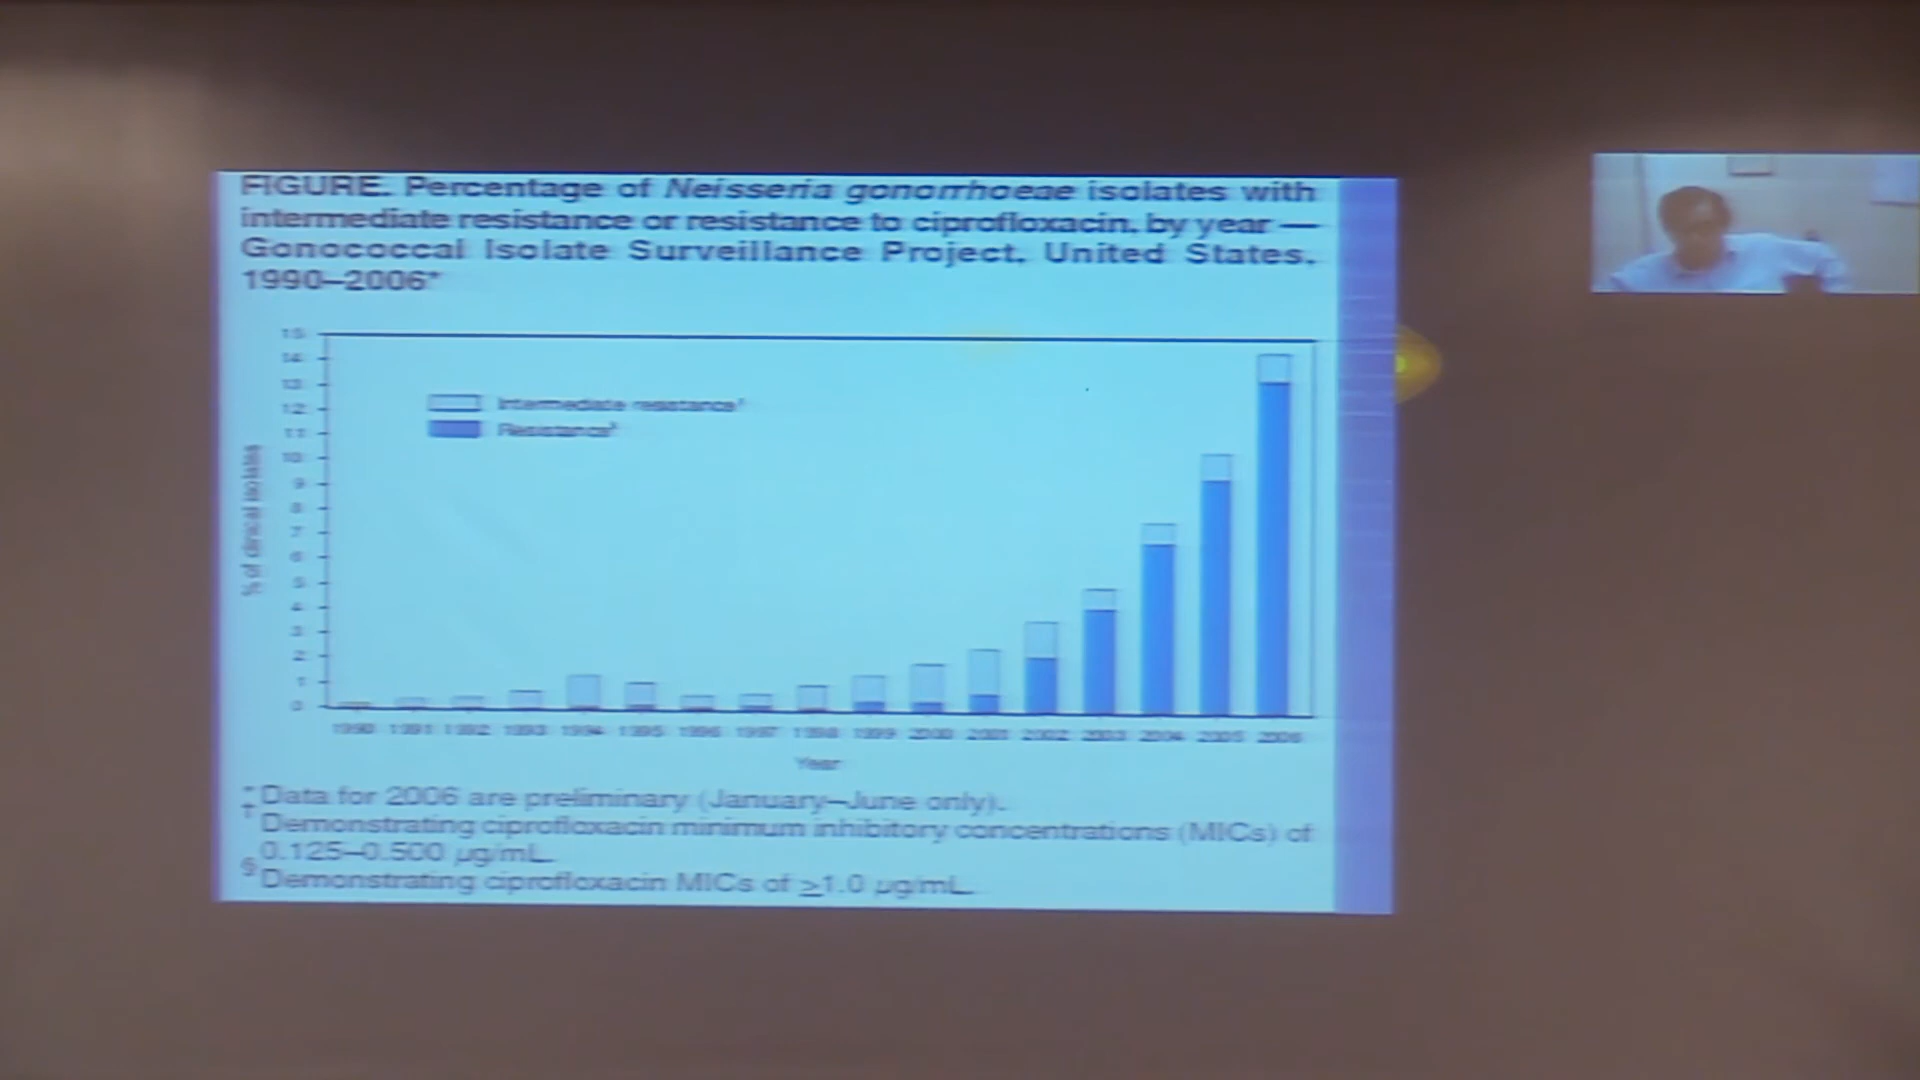 FIGURE. Percentage of Neisseria gonorrhoeae isolates with
intermediate resistance or resistance to ciprofloxacin, by year —
Gonococcal Isolate Surveillance Project, United States,
1990–2006*
15
14
13
12
11
10
9
8
7
6
5
4
3
2
1
0
% of clinical isolates
Intermediate resistance†
Resistance§
1990 1991 1992 1993 1994 1995 1996 1997 1998 1999 2000 2001 2002 2003 2004 2005 2006
Year
* Data for 2006 are preliminary (January–June only).
† Demonstrating ciprofloxacin minimum inhibitory concentrations (MICs) of
0.125–0.500 µg/mL.
§ Demonstrating ciprofloxacin MICs of ≥1.0 µg/mL.